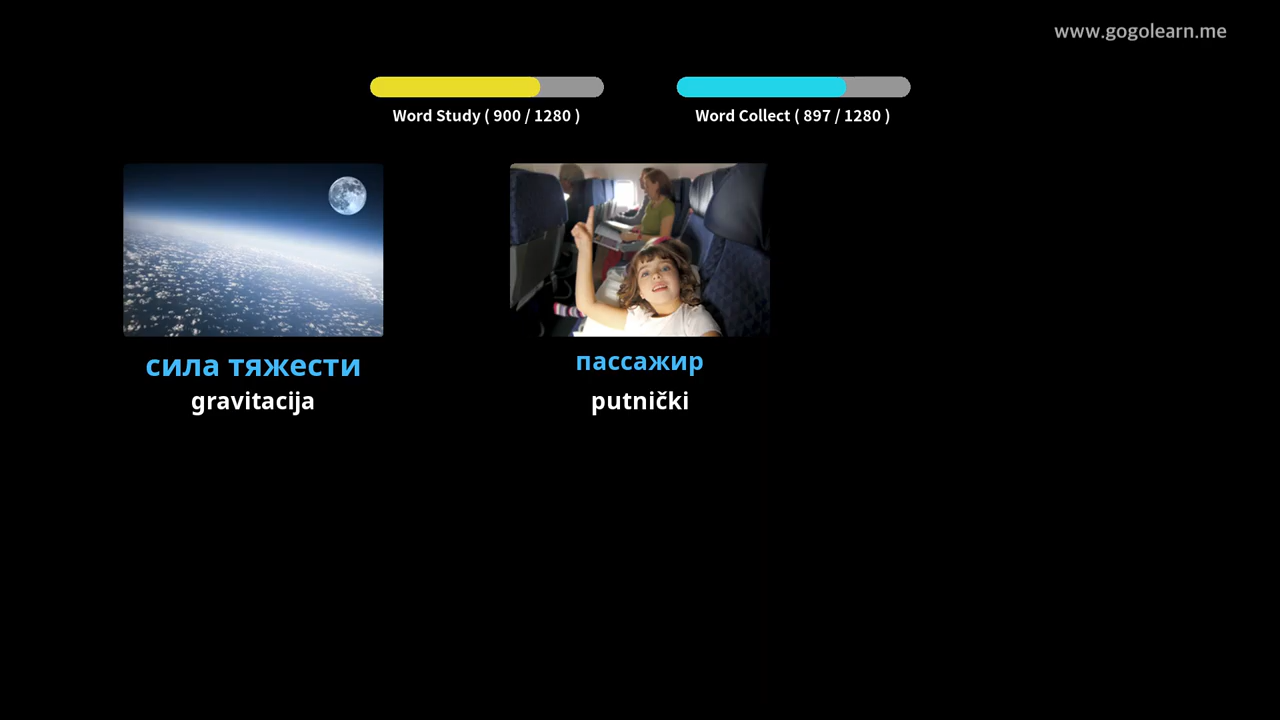 www.gogolearn.me
Word Study ( 900 / 1280 )
Word Collect ( 897 / 1280 )
сила тяжести
gravitacija
пассажир
putnički